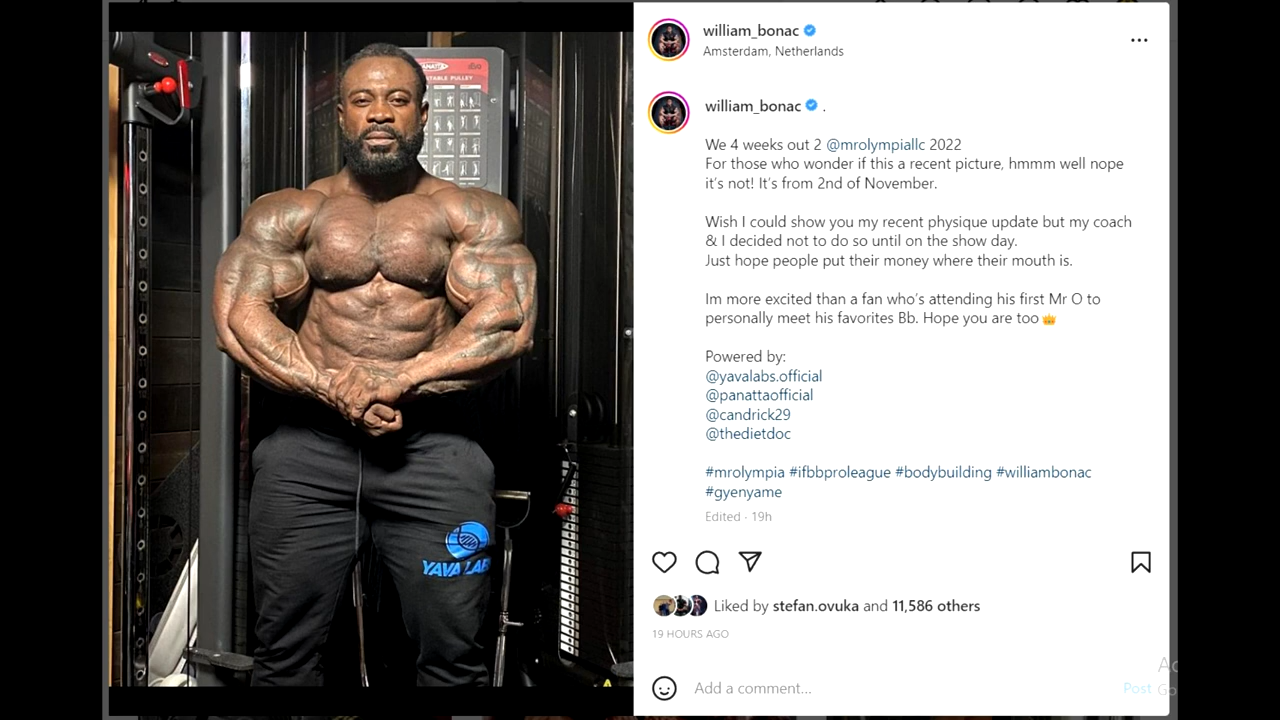 william_bonac
Amsterdam, Netherlands
william_bonac .
We 4 weeks out 2 @mrolympiallc 2022
For those who wonder if this a recent picture, hmmm well nope
it's not! It's from 2nd of November.
Wish I could show you my recent physique update but my coach
& I decided not to do so until on the show day.
Just hope people put their money where their mouth is.
Im more excited than a fan who's attending his first Mr O to
personally meet his favorites Bb. Hope you are too
Powered by:
@yavalabs.official
@panattaofficial
@candrick29
@thedietdoc
#mrolympia #ifbbproleague #bodybuilding #williambonac
#gyenyame
Edited · 19h
Liked by stefan.ovuka and 11,586 others
19 HOURS AGO
Add a comment...
Post
YAVA LABS